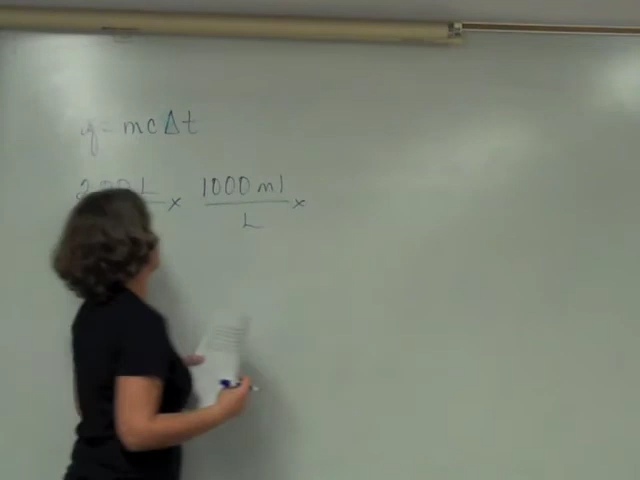 q = mcΔt
L x 1000 ml x
L